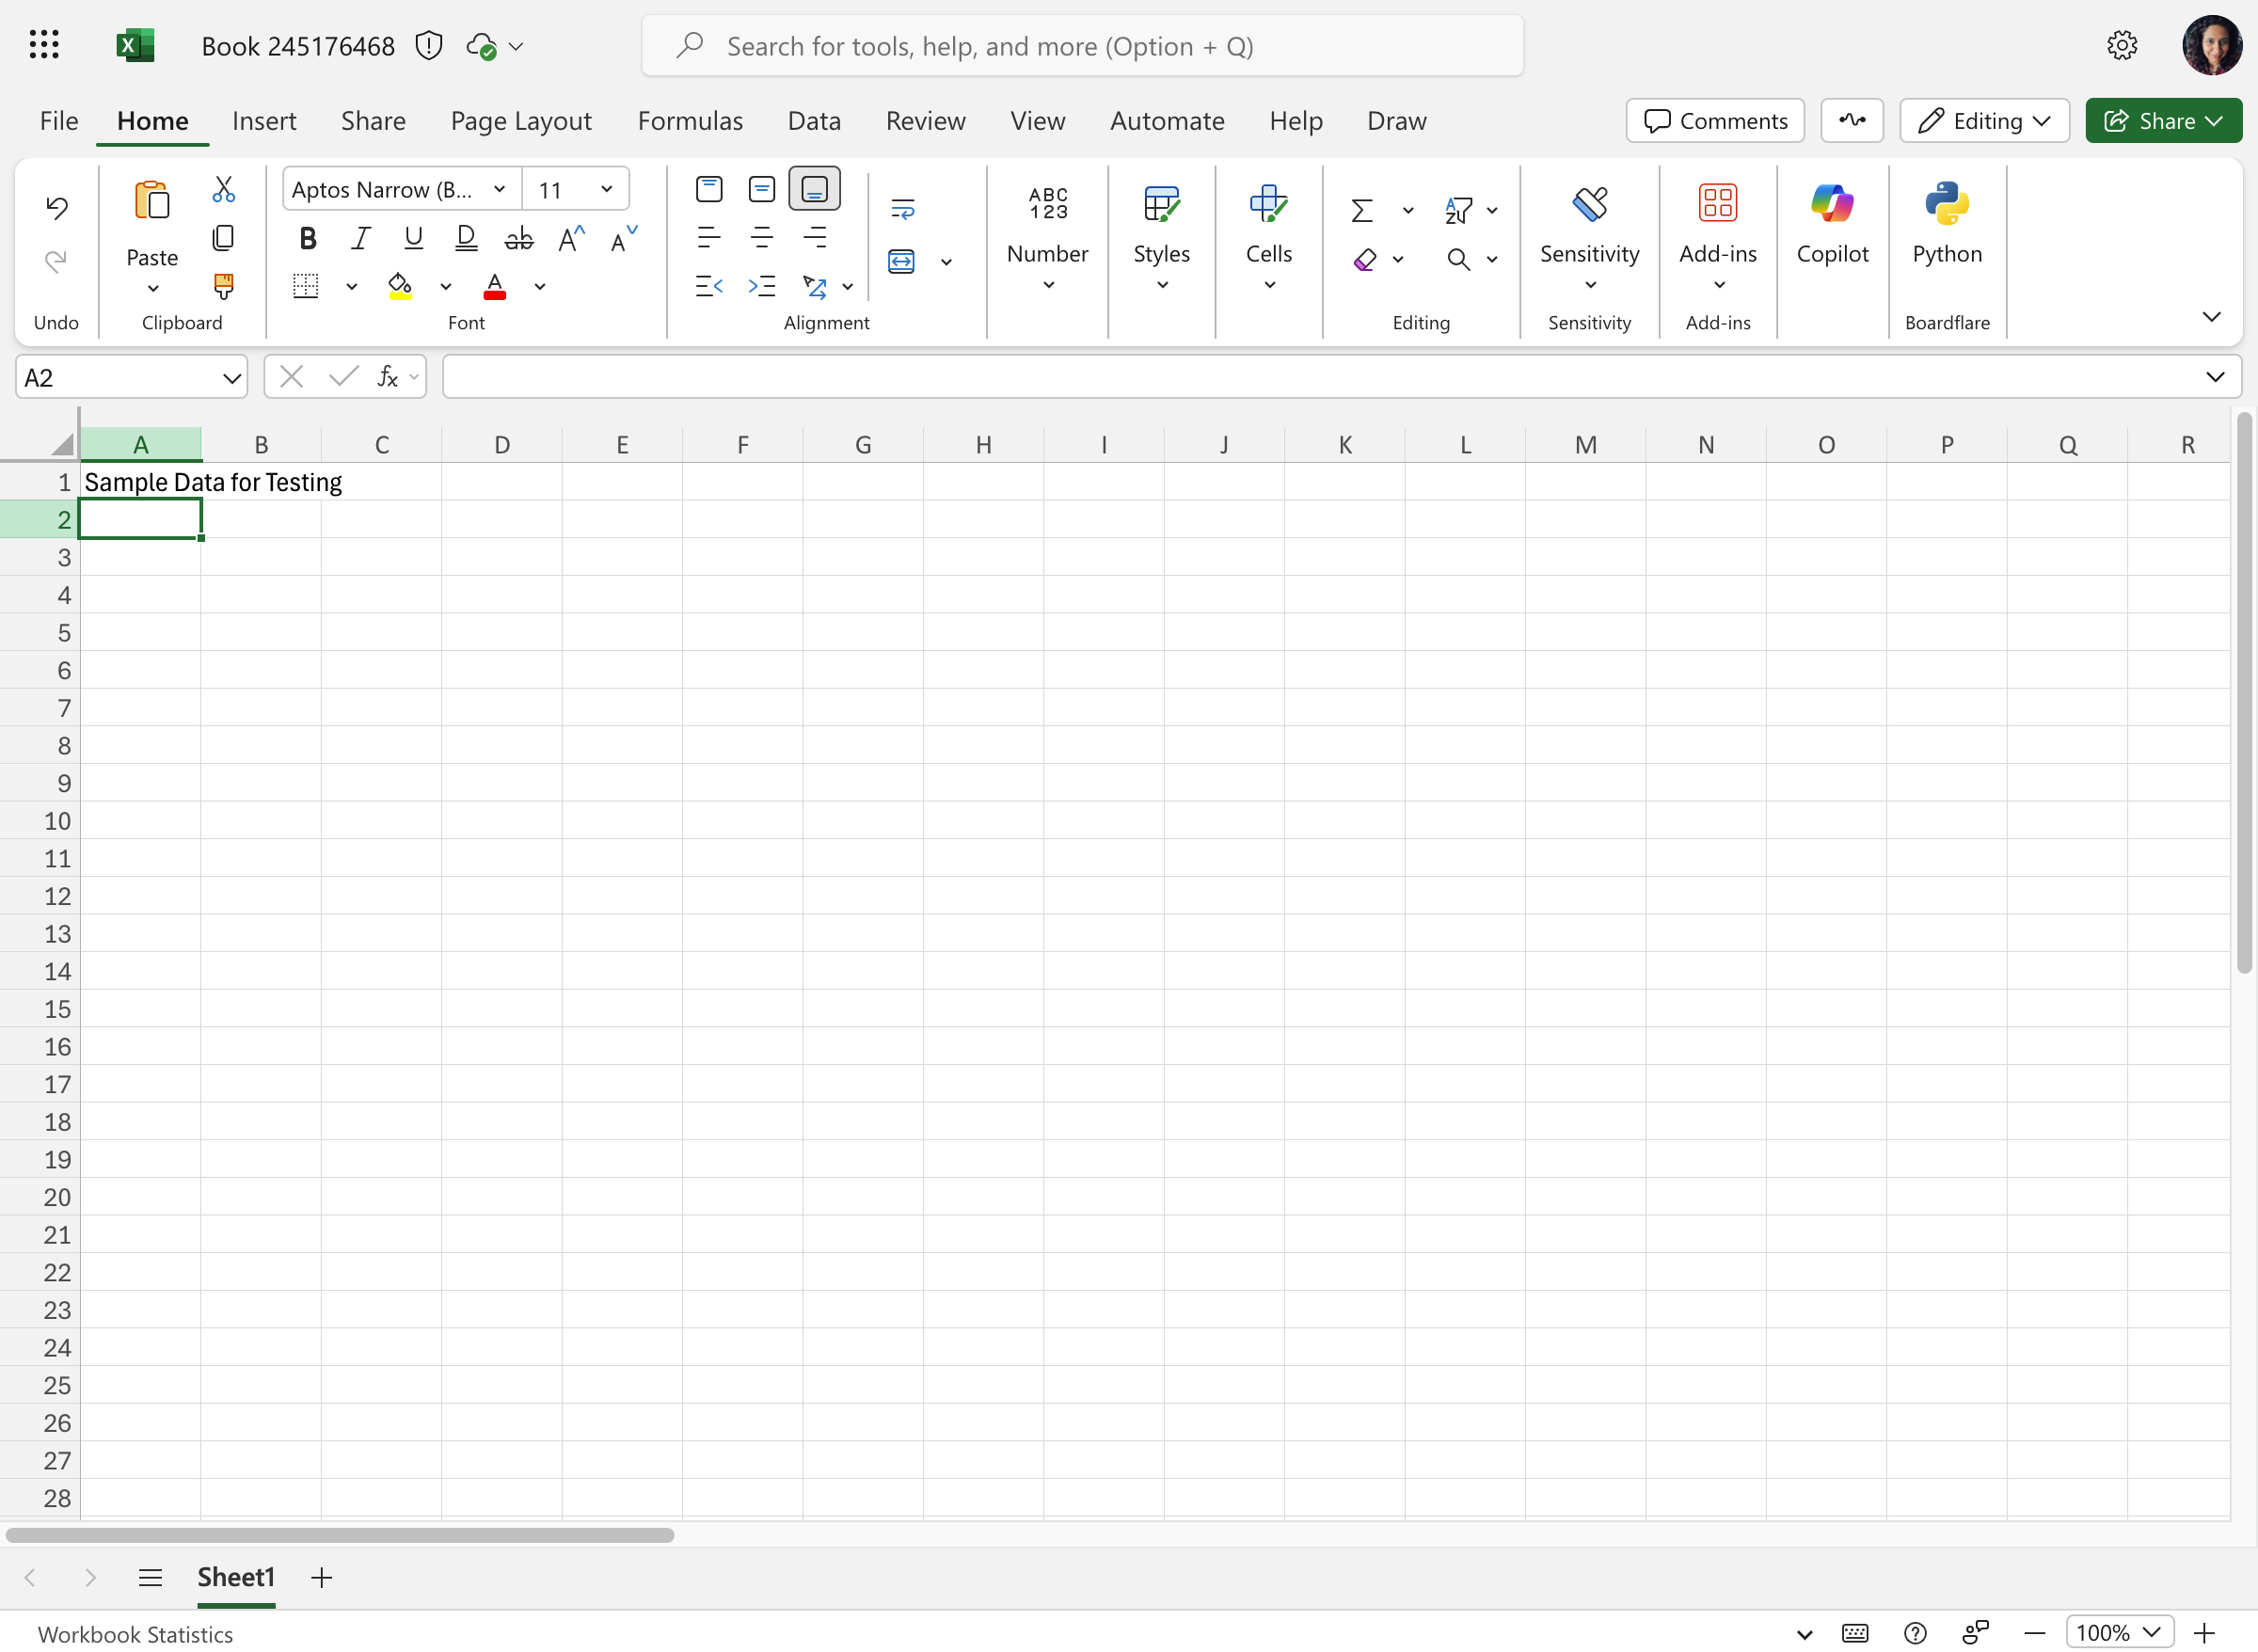 Book 245176468
Search for tools, help, and more (Option + Q)
File Home Insert Share Page Layout Formulas Data Review View Automate Help Draw
Comments Editing Share
Aptos Narrow (B... 11
Paste
ABC
123
Number Styles Cells Sensitivity Add-ins Copilot Python
Undo Clipboard Font Alignment Editing Sensitivity Add-ins Boardflare
A2 fx
A B C D E F G H I J K L M N O P Q R
1 Sample Data for Testing
2
3
4
5
6
7
8
9
10
11
12
13
14
15
16
17
18
19
20
21
22
23
24
25
26
27
28
Sheet1
Workbook Statistics 100%